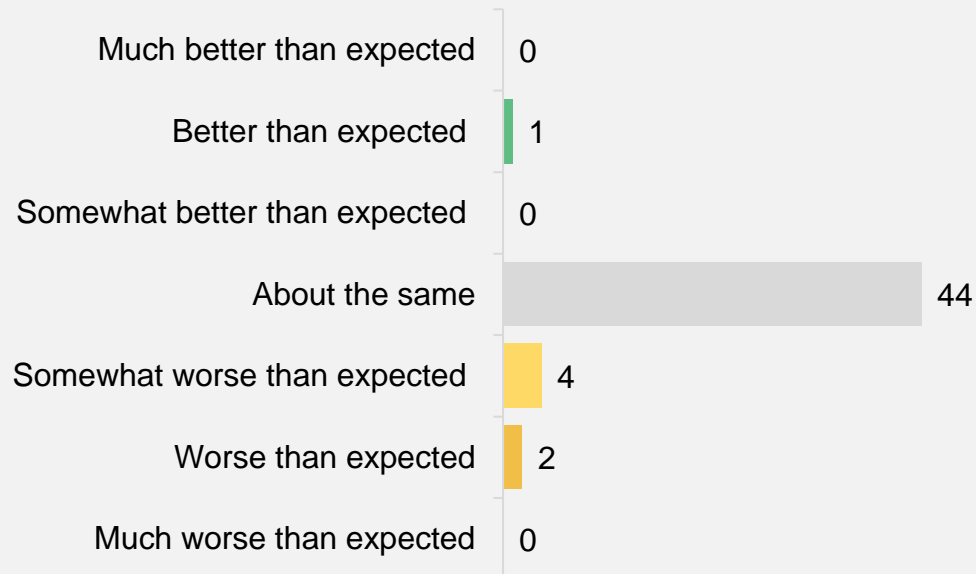 Much better than expected 0
Better than expected 1
Somewhat better than expected 0
About the same 44
Somewhat worse than expected 4
Worse than expected 2
Much worse than expected 0